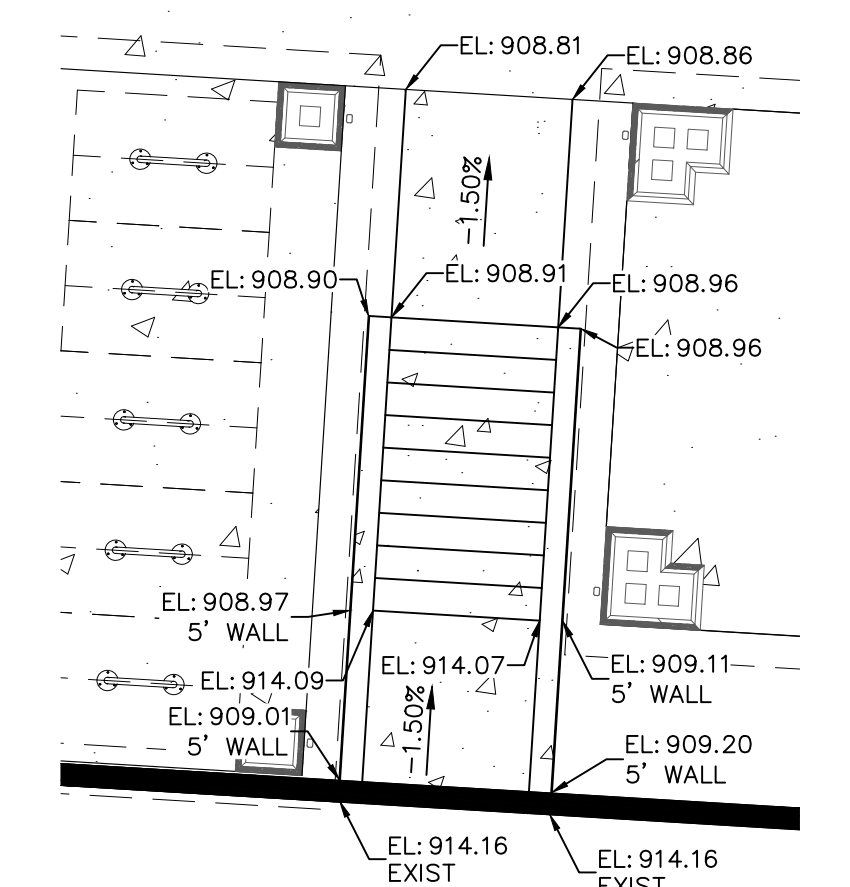 EL: 908.81
EL: 908.86
-1.50%
EL: 908.90
EL: 908.91
EL: 908.96
EL: 908.96
EL: 908.97
5' WALL
EL: 914.09
EL: 914.07
EL: 909.11
5' WALL
EL: 909.01
5' WALL
-1.50%
EL: 909.20
5' WALL
EL: 914.16
EXIST
EL: 914.16
EXIST